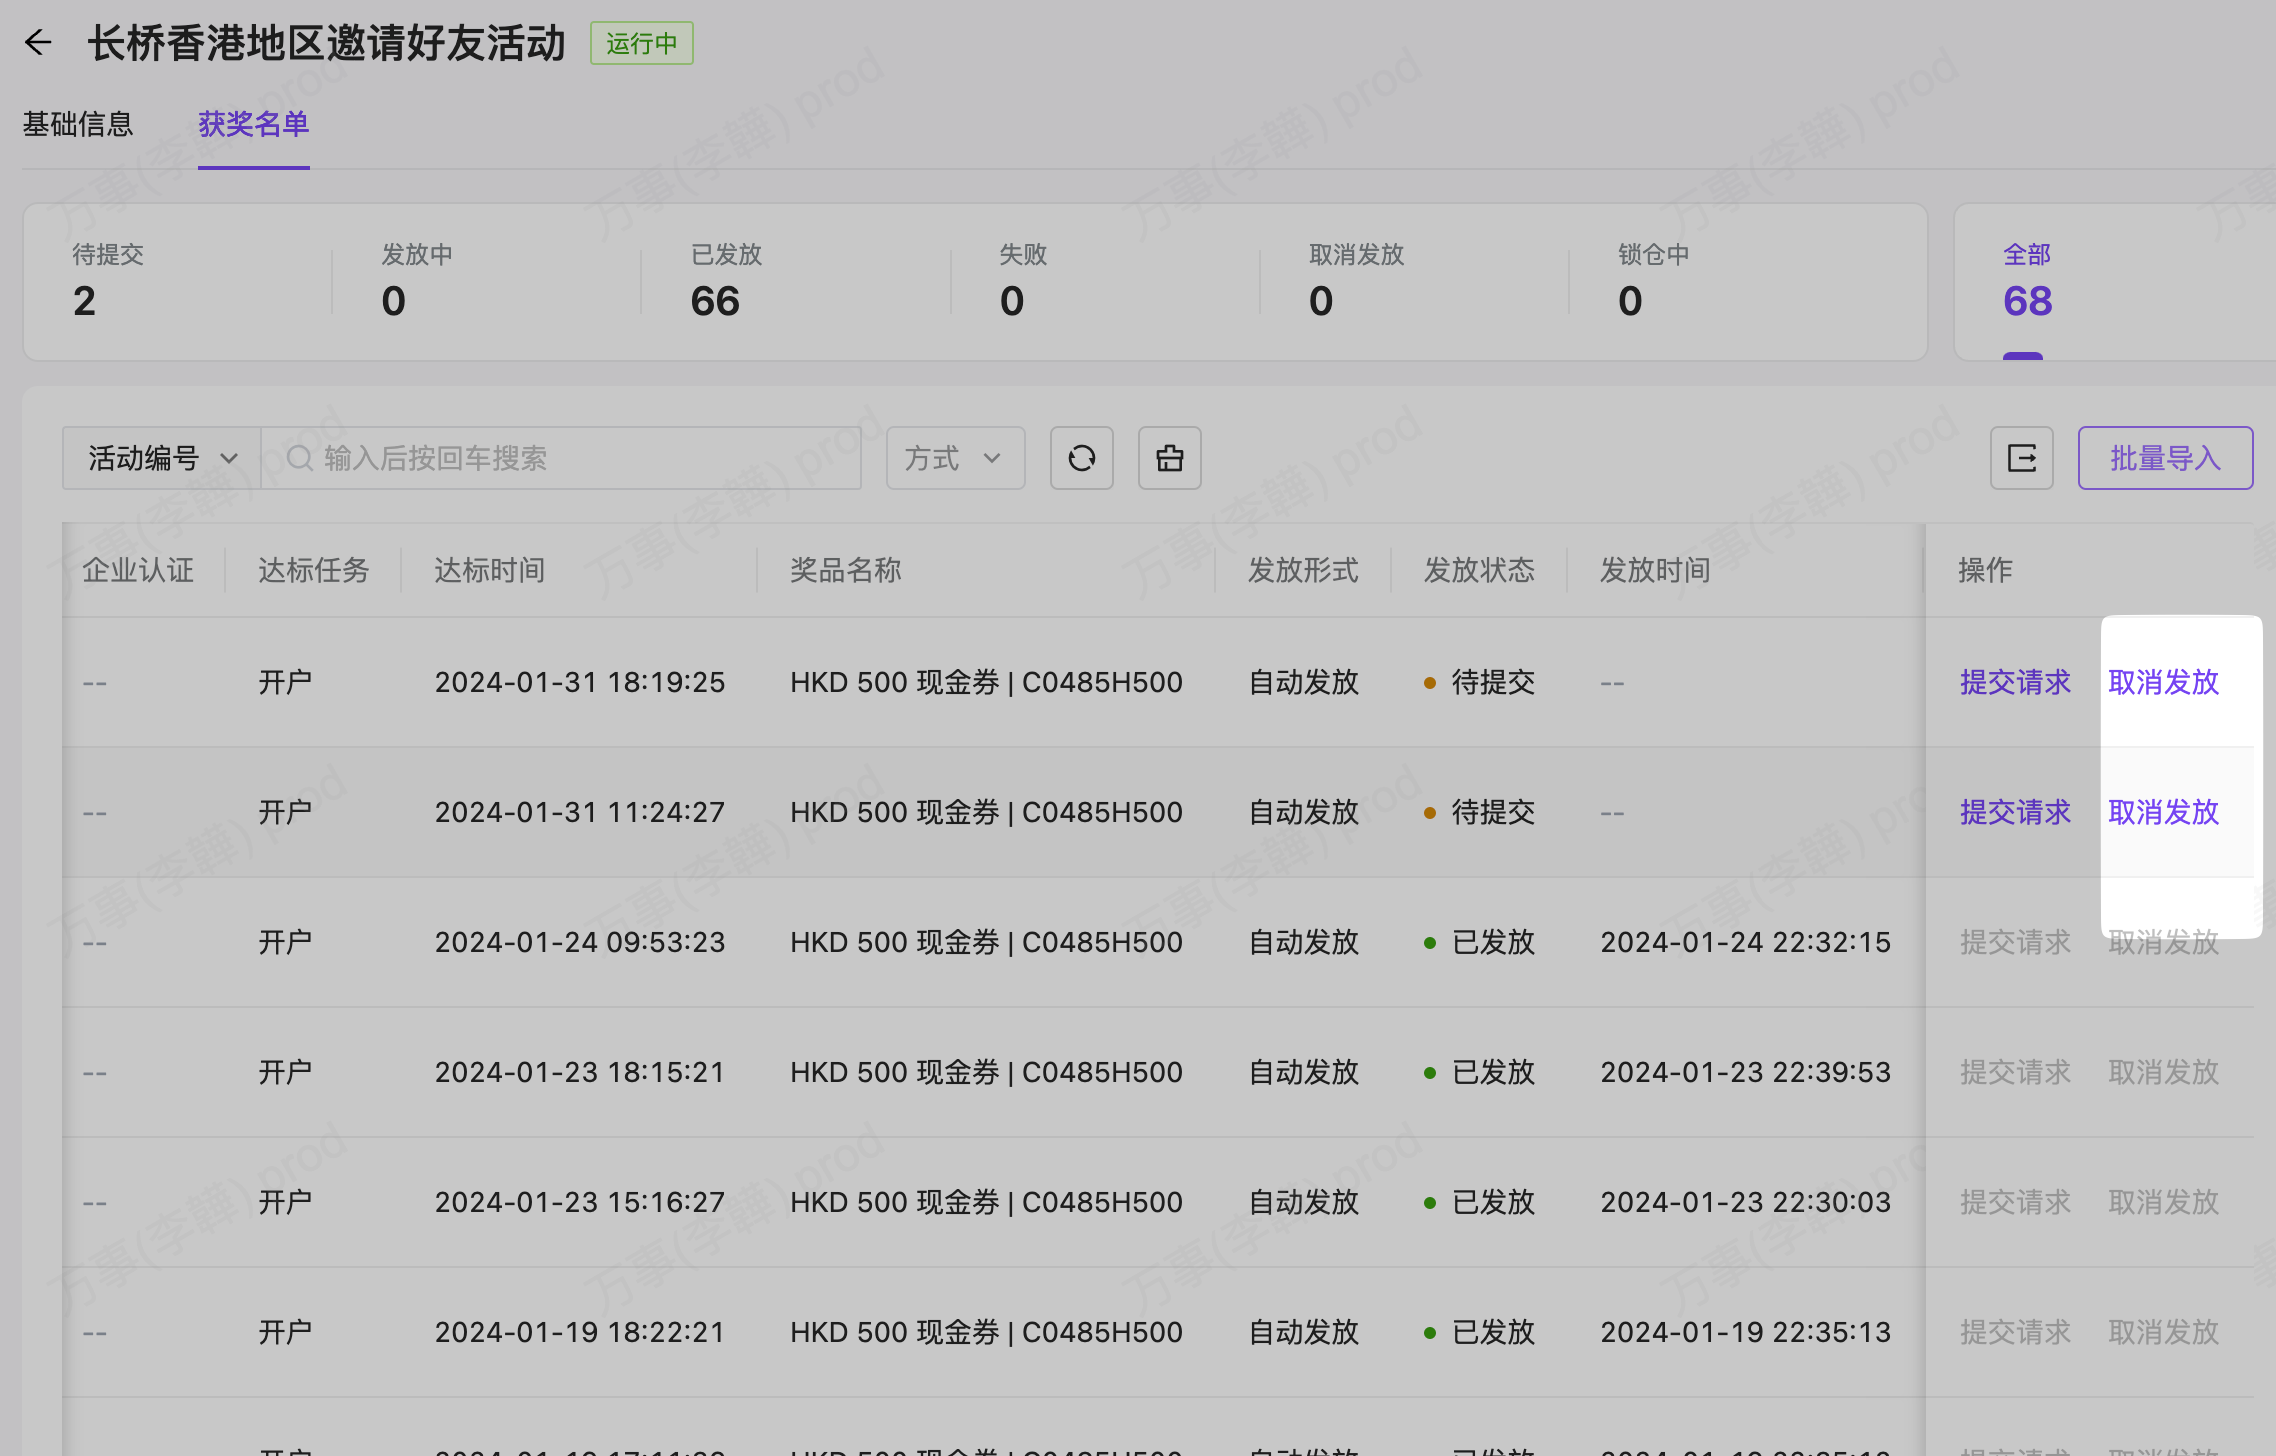 长桥香港地区邀请好友活动 运行中
基础信息 获奖名单
待提交 发放中 已发放 失败 取消发放 锁仓中 全部
2 0 66 0 0 0 68
活动编号 输入后按回车搜索 方式 批量导入
企业认证 达标任务 达标时间 奖品名称 发放形式 发放状态 发放时间 操作
-- 开户 2024-01-31 18:19:25 HKD 500 现金券 | C0485H500 自动发放 待提交 -- 提交请求 取消发放
-- 开户 2024-01-31 11:24:27 HKD 500 现金券 | C0485H500 自动发放 待提交 -- 提交请求 取消发放
-- 开户 2024-01-24 09:53:23 HKD 500 现金券 | C0485H500 自动发放 已发放 2024-01-24 22:32:15 提交请求 取消发放
-- 开户 2024-01-23 18:15:21 HKD 500 现金券 | C0485H500 自动发放 已发放 2024-01-23 22:39:53 提交请求 取消发放
-- 开户 2024-01-23 15:16:27 HKD 500 现金券 | C0485H500 自动发放 已发放 2024-01-23 22:30:03 提交请求 取消发放
-- 开户 2024-01-19 18:22:21 HKD 500 现金券 | C0485H500 自动发放 已发放 2024-01-19 22:35:13 提交请求 取消发放